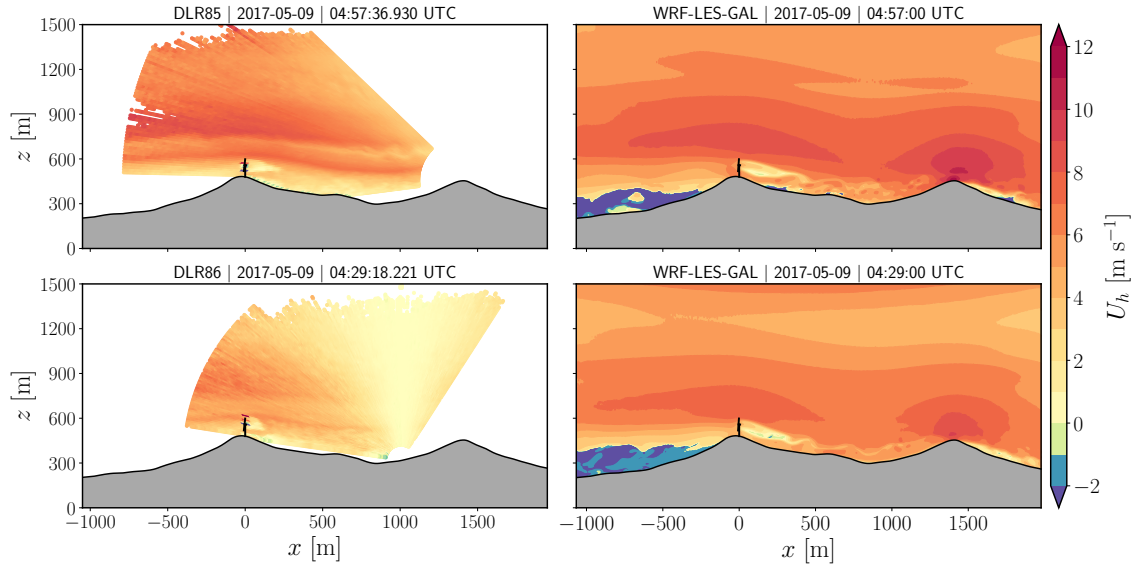 DLR85 | 2017-05-09 | 04:57:36.930 UTC
WRF-LES-GAL | 2017-05-09 | 04:57:00
1500
1200
900
600
300
0
z [m]
12
10
8
6
4
2
0
−2
U_h [m s⁻¹]
DLR86 | 2017-05-09 | 04:29:18.221 UTC
WRF-LES-GAL | 2017-05-09 | 04:29:00
1500
1200
900
600
300
0
z [m]
−1000 −500 0 500 1000 1500
x [m]
−1000 −500 0 500 1000 1500
x [m]